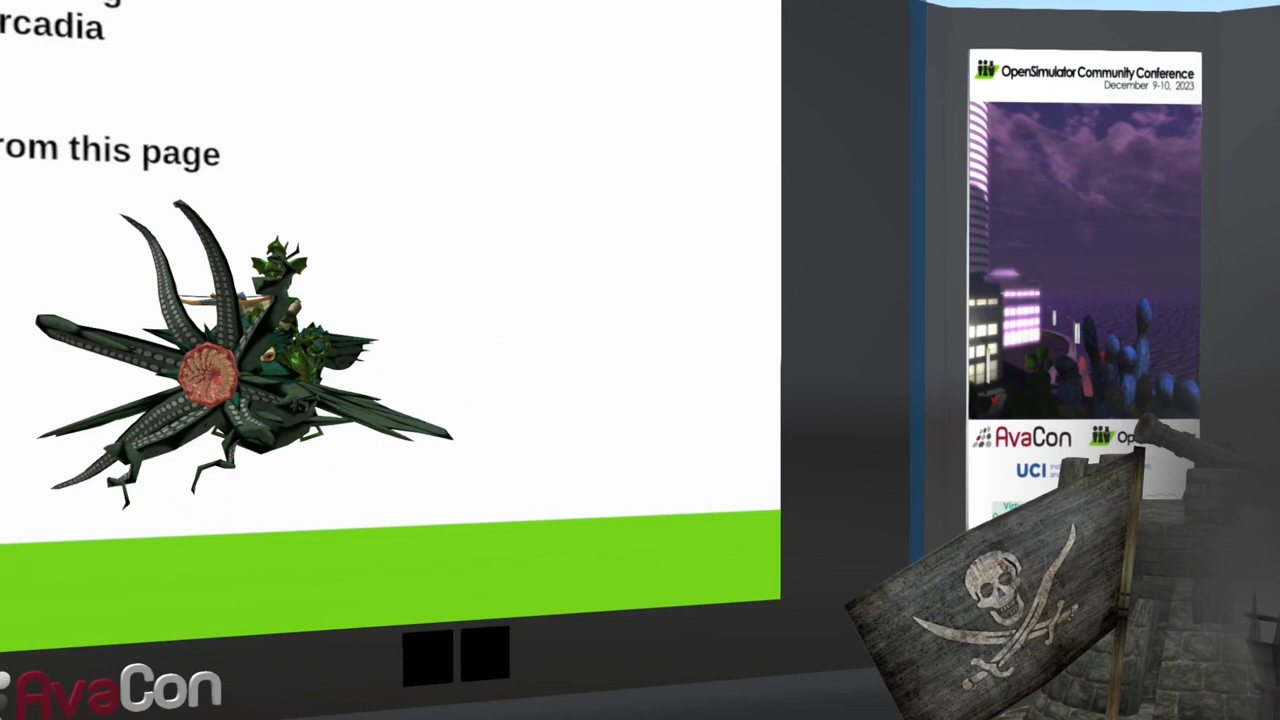 rcadia
rom this page
OpenSimulator Community Conference
December 9-10, 2023
AvaCon
UCI
AvaCon